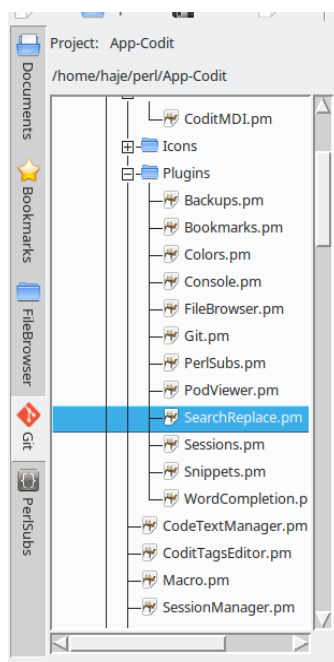 Project: App-Codit
/home/haje/perl/App-Codit
Documents
Bookmarks
FileBrowser
Git
PerlSubs
CoditMDI.pm
Icons
Plugins
Backups.pm
Bookmarks.pm
Colors.pm
Console.pm
FileBrowser.pm
Git.pm
PerlSubs.pm
PodViewer.pm
SearchReplace.pm
Sessions.pm
Snippets.pm
WordCompletion.p
CodeTextManager.pm
CoditTagsEditor.pm
Macro.pm
SessionManager.pm